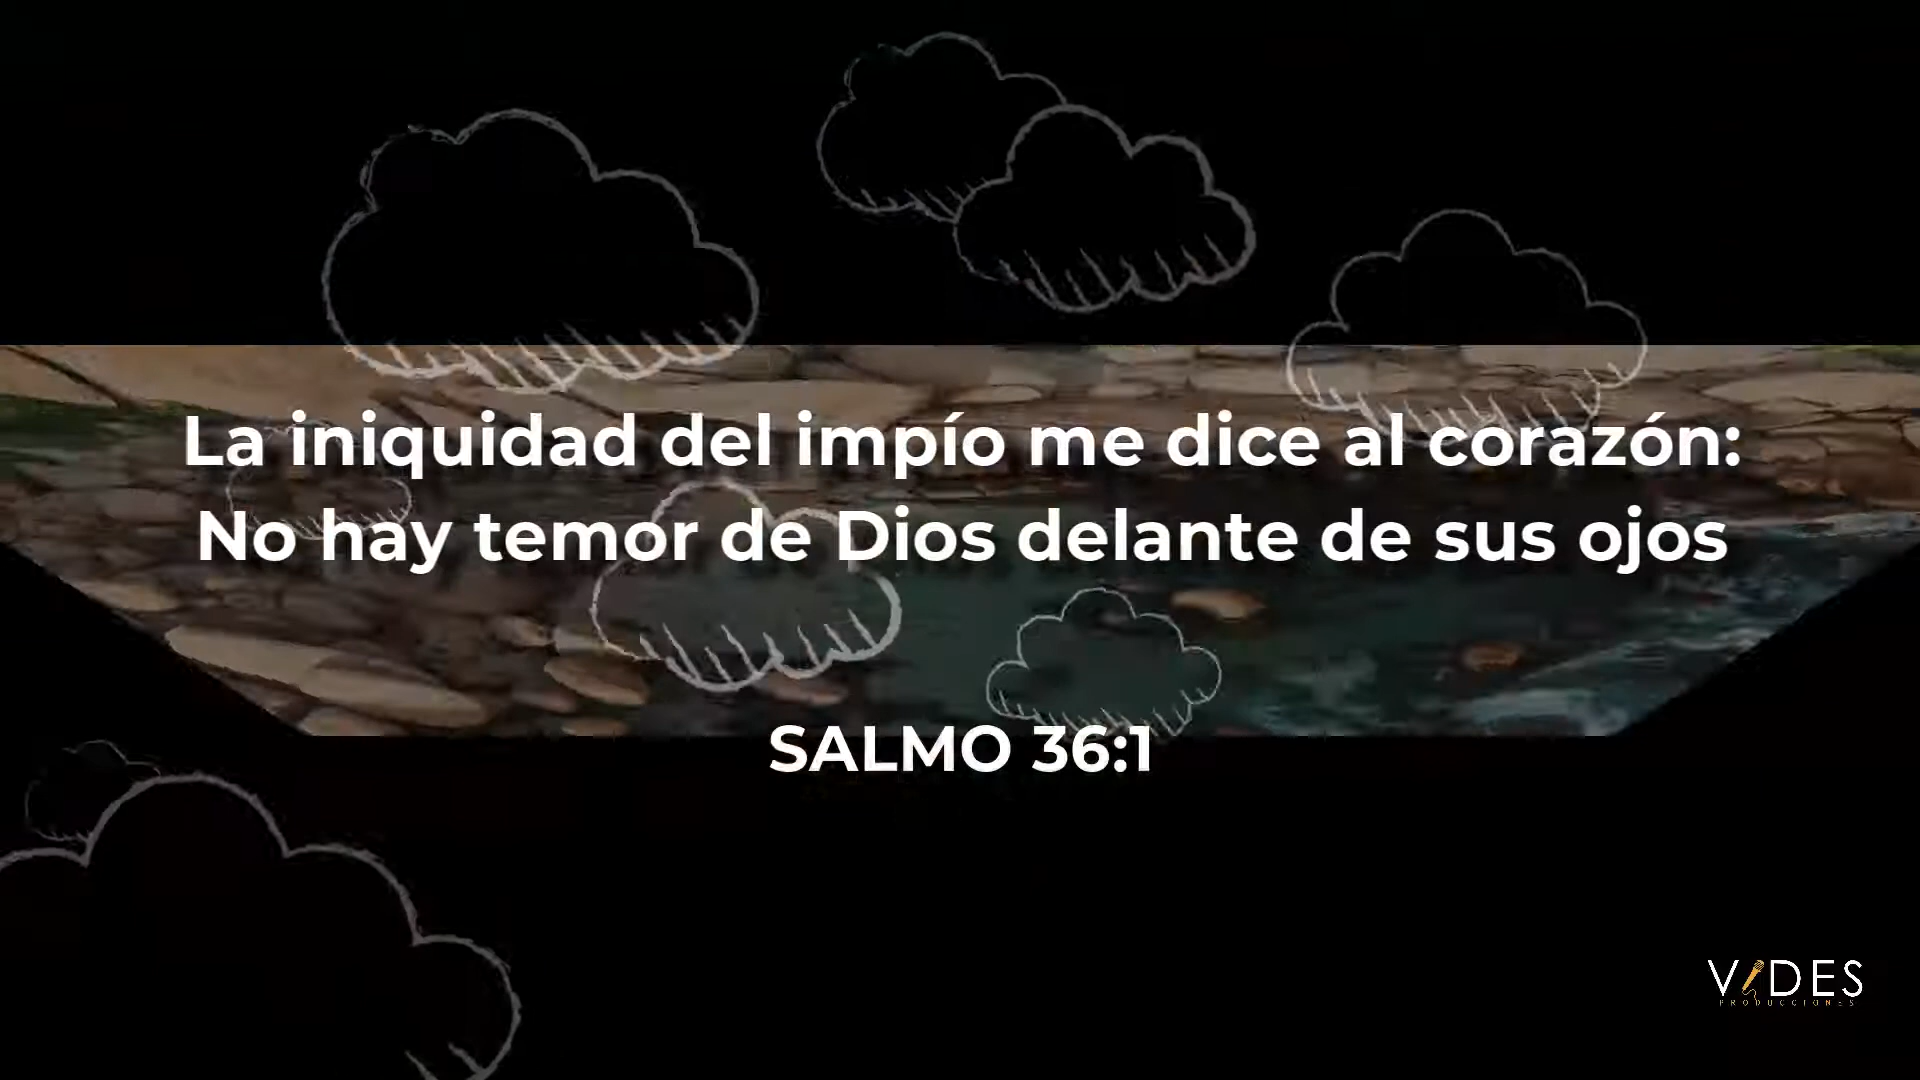 La iniquidad del impío me dice al corazón:
No hay temor de Dios delante de sus ojos
SALMO 36:1
VIDES
PRODUCCIONES